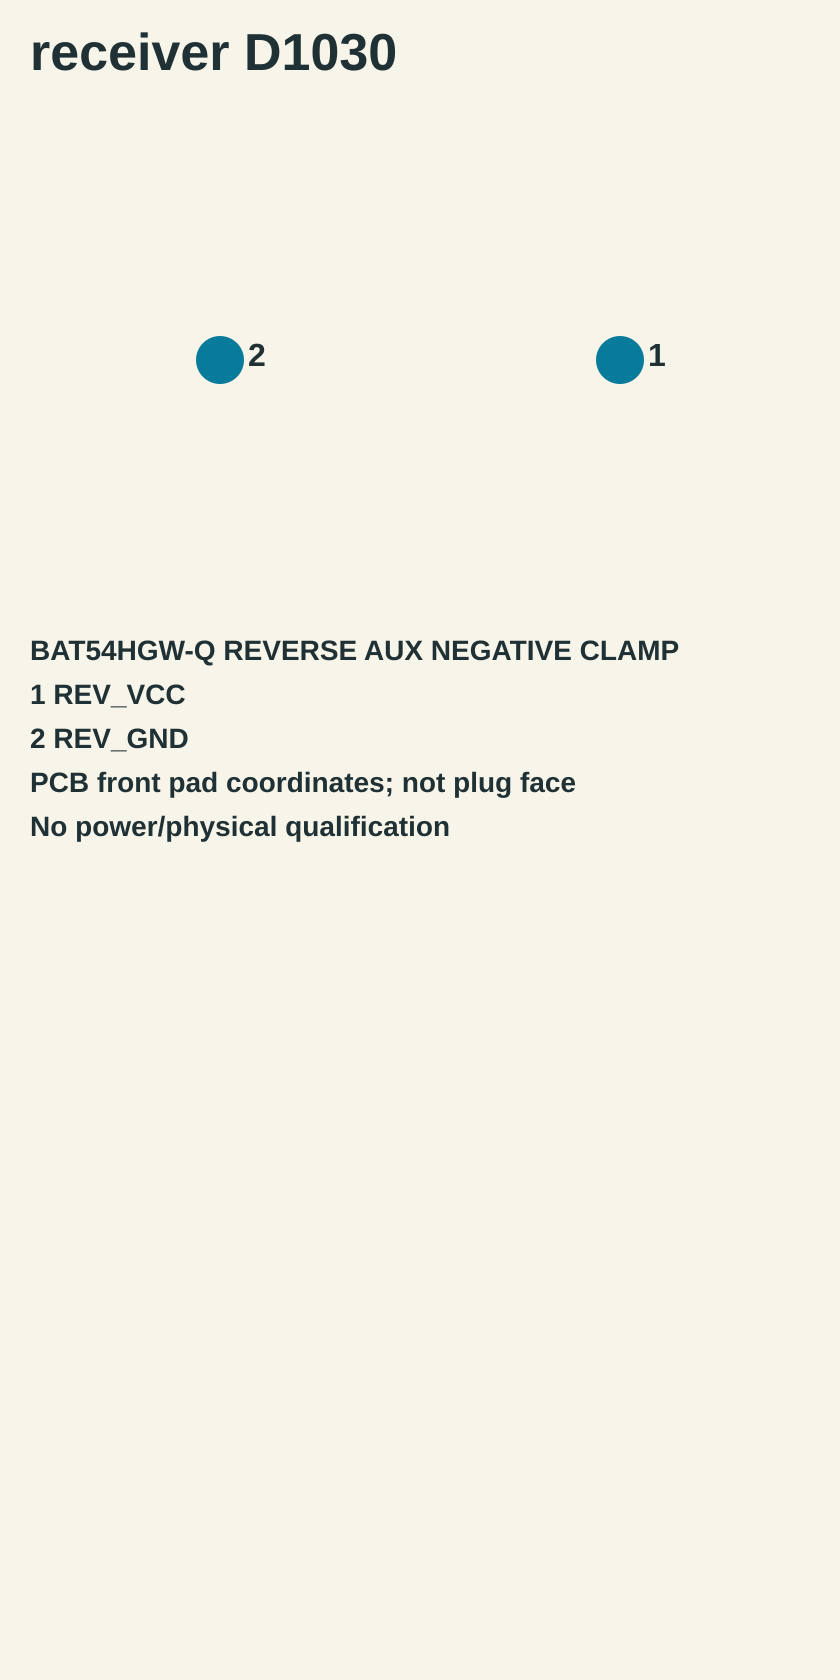 receiver D1030
2
1
BAT54HGW-Q REVERSE AUX NEGATIVE CLAMP
1 REV_VCC
2 REV_GND
PCB front pad coordinates; not plug face
No power/physical qualification